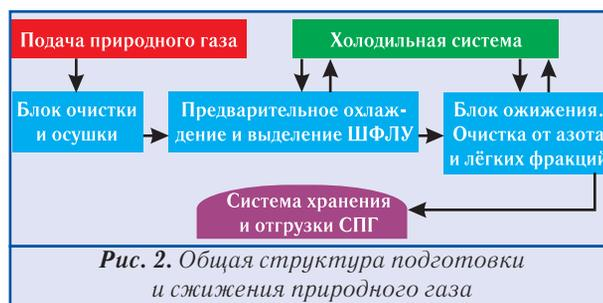 Подача природного газа
Холодильная система
Блок очистки
и осушки
Предварительное охлаж-
дение и выделение ШФЛУ
Блок ожижения.
Очистка от азота
и лёгких фракций
Система хранения
и отгрузки СПГ
Рис. 2. Общая структура подготовки
и сжижения природного газа